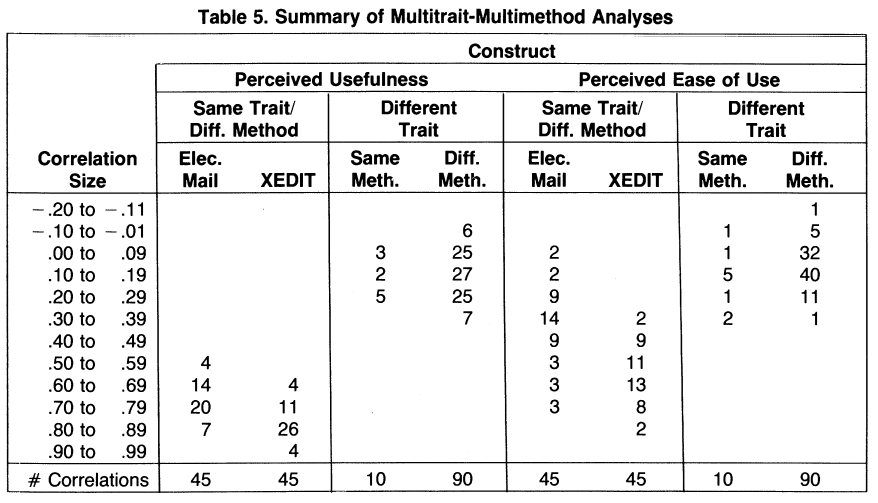 Table 5. Summary of Multitrait-Multimethod Analyses
Construct
Perceived Usefulness Perceived Ease of Use
Same Trait/ Different Same Trait/ Different
Diff. Method Trait Diff. Method Trait
Correlation Elec. Same Diff. Elec. Same Diff.
Size Mail XEDIT Meth. Meth. Mail XEDIT Meth. Meth.
−.20 to −.11 1
−.10 to −.01 6 1 5
.00 to .09 3 25 2 1 32
.10 to .19 2 27 2 5 40
.20 to .29 5 25 9 1 11
.30 to .39 7 14 2 2 1
.40 to .49 9 9
.50 to .59 4 3 11
.60 to .69 14 4 3 13
.70 to .79 20 11 3 8
.80 to .89 7 26 2
.90 to .99 4
# Correlations 45 45 10 90 45 45 10 90